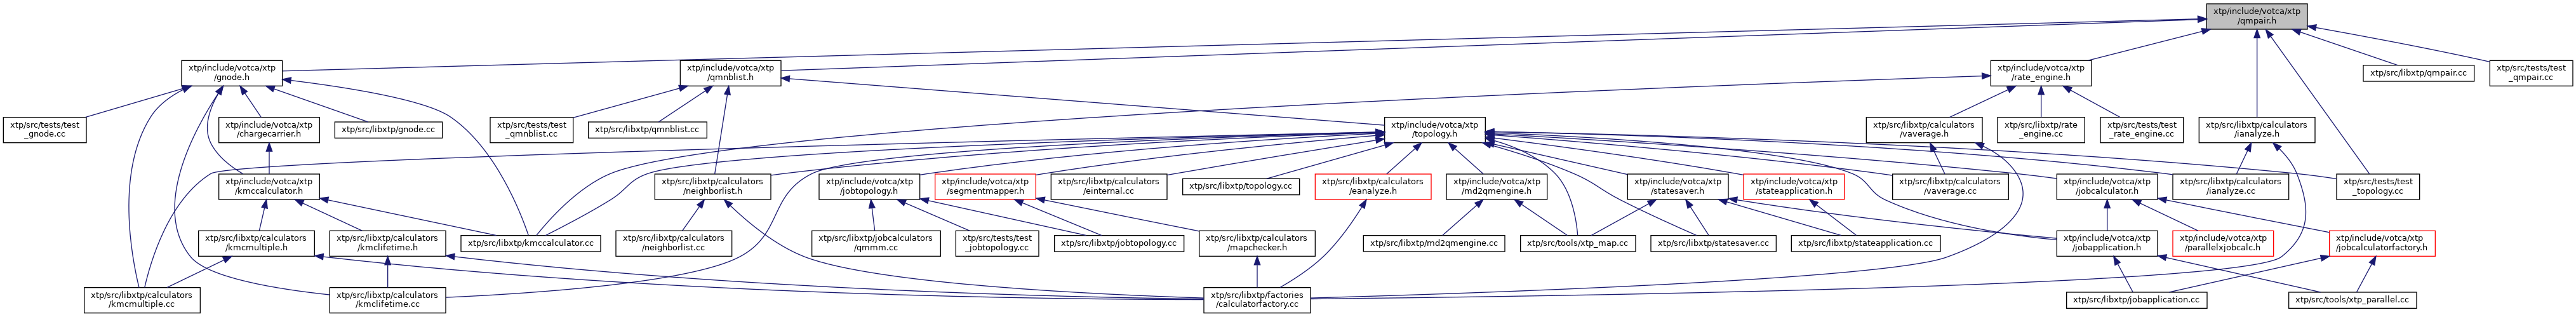 xtp/include/votca/xtp
/qmpair.h
xtp/include/votca/xtp
/gnode.h
xtp/include/votca/xtp
/qmnblist.h
xtp/include/votca/xtp
/rate_engine.h
xtp/src/libxtp/qmpair.cc
xtp/src/tests/test
_qmpair.cc
xtp/src/tests/test
_gnode.cc
xtp/include/votca/xtp
/chargecarrier.h
xtp/src/libxtp/gnode.cc
xtp/src/tests/test
_qmnblist.cc
xtp/src/libxtp/qmnblist.cc
xtp/include/votca/xtp
/topology.h
xtp/src/libxtp/calculators
/vaverage.h
xtp/src/libxtp/rate
_engine.cc
xtp/src/tests/test
_rate_engine.cc
xtp/src/libxtp/calculators
/ianalyze.h
xtp/include/votca/xtp
/kmccalculator.h
xtp/src/libxtp/calculators
/neighborlist.h
xtp/include/votca/xtp
/jobtopology.h
xtp/include/votca/xtp
/segmentmapper.h
xtp/src/libxtp/calculators
/einternal.cc
xtp/src/libxtp/topology.cc
xtp/src/libxtp/calculators
/eanalyze.h
xtp/include/votca/xtp
/md2qmengine.h
xtp/include/votca/xtp
/statesaver.h
xtp/include/votca/xtp
/stateapplication.h
xtp/src/libxtp/calculators
/vaverage.cc
xtp/include/votca/xtp
/jobcalculator.h
xtp/src/libxtp/calculators
/ianalyze.cc
xtp/src/tests/test
_topology.cc
xtp/src/libxtp/calculators
/kmcmultiple.h
xtp/src/libxtp/calculators
/kmclifetime.h
xtp/src/libxtp/kmccalculator.cc
xtp/src/libxtp/calculators
/neighborlist.cc
xtp/src/libxtp/jobcalculators
/qmmm.cc
xtp/src/tests/test
_jobtopology.cc
xtp/src/libxtp/jobtopology.cc
xtp/src/libxtp/calculators
/mapchecker.h
xtp/src/libxtp/md2qmengine.cc
xtp/src/tools/xtp_map.cc
xtp/src/libxtp/statesaver.cc
xtp/src/libxtp/stateapplication.cc
xtp/include/votca/xtp
/jobapplication.h
xtp/include/votca/xtp
/parallelxjobcalc.h
xtp/include/votca/xtp
/jobcalculatorfactory.h
xtp/src/libxtp/calculators
/kmcmultiple.cc
xtp/src/libxtp/calculators
/kmclifetime.cc
xtp/src/libxtp/factories
/calculatorfactory.cc
xtp/src/libxtp/jobapplication.cc
xtp/src/tools/xtp_parallel.cc